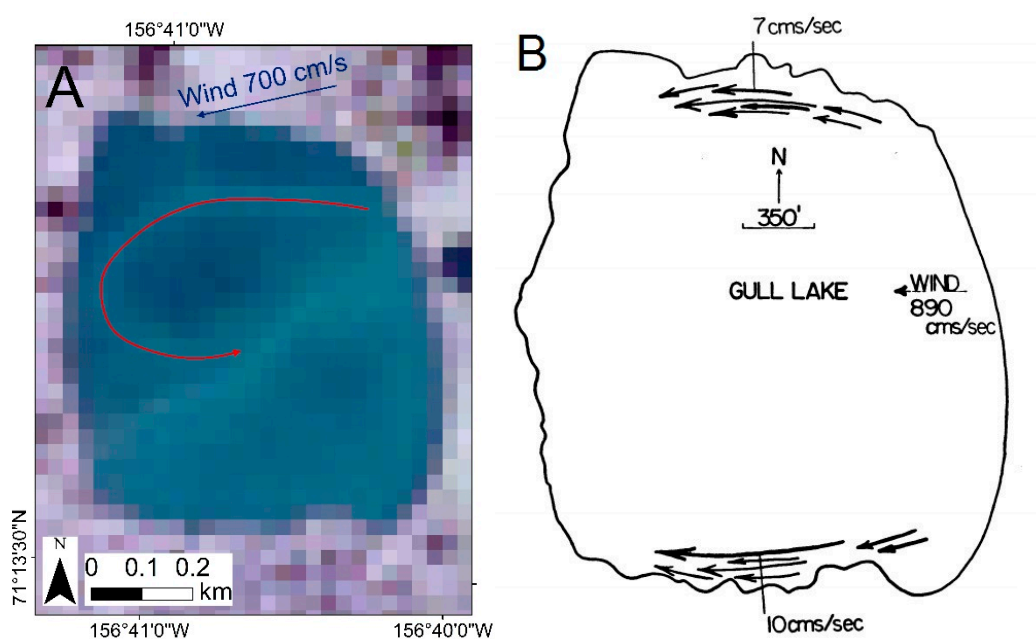 156°41'0"W
A
Wind 700 cm/s
71°13'30"N
N
0 0.1 0.2
km
156°41'0"W
156°40'0"W
B
7 cms/sec
N
350'
GULL LAKE
WIND
890
cms/sec
10 cms/sec